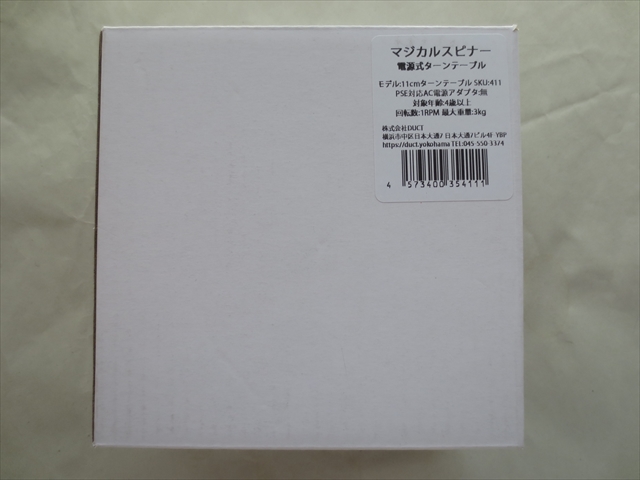 マジカルスピナー
電源式ターンテーブル
モデル:11cmターンテーブル SKU:411
PSE対応AC電源アダプタ:無
対象年齢:4歳以上
回転数:1RPM 最大重量:3kg
株式会社DUCT
横浜市中区日本大通7 日本大通7ビル4F-YBP
https://duct.yokohama TEL:045-550-3374
4 573400 354111